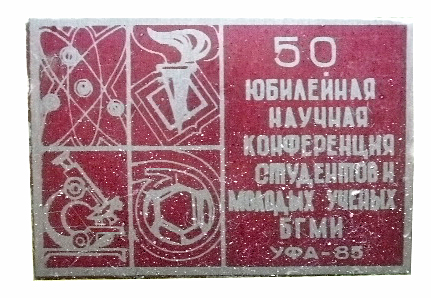 50
ЮБИЛЕЙНАЯ
НАУЧНАЯ
КОНФЕРЕНЦИЯ
СТУДЕНТОВ И
МОЛОДЫХ УЧЕНЫХ
БГМИ
УФА-85